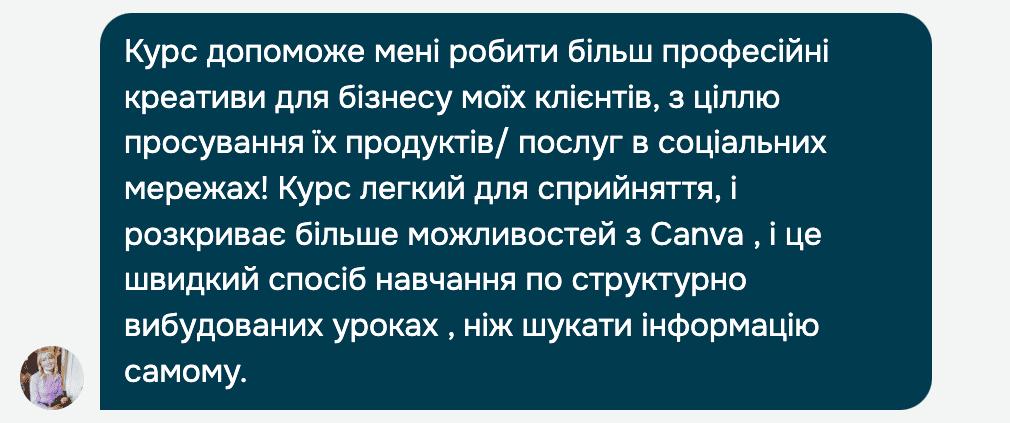 Курс допоможе мені робити більш професійні
креативи для бізнесу моїх клієнтів, з ціллю
просування їх продуктів/ послуг в соціальних
мережах! Курс легкий для сприйняття, і
розкриває більше можливостей з Canva , і це
швидкий спосіб навчання по структурно
вибудованих уроках , ніж шукати інформацію
самому.